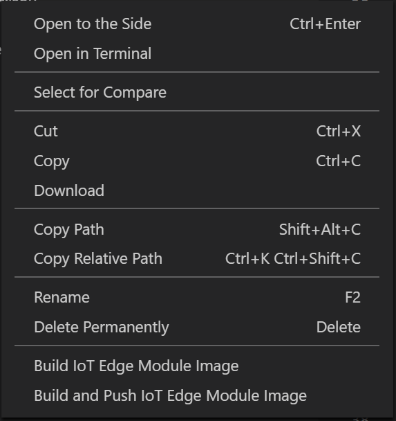 Open to the Side Ctrl+Enter
Open in Terminal
Select for Compare
Cut Ctrl+X
Copy Ctrl+C
Download
Copy Path Shift+Alt+C
Copy Relative Path Ctrl+K Ctrl+Shift+C
Rename F2
Delete Permanently Delete
Build IoT Edge Module Image
Build and Push IoT Edge Module Image